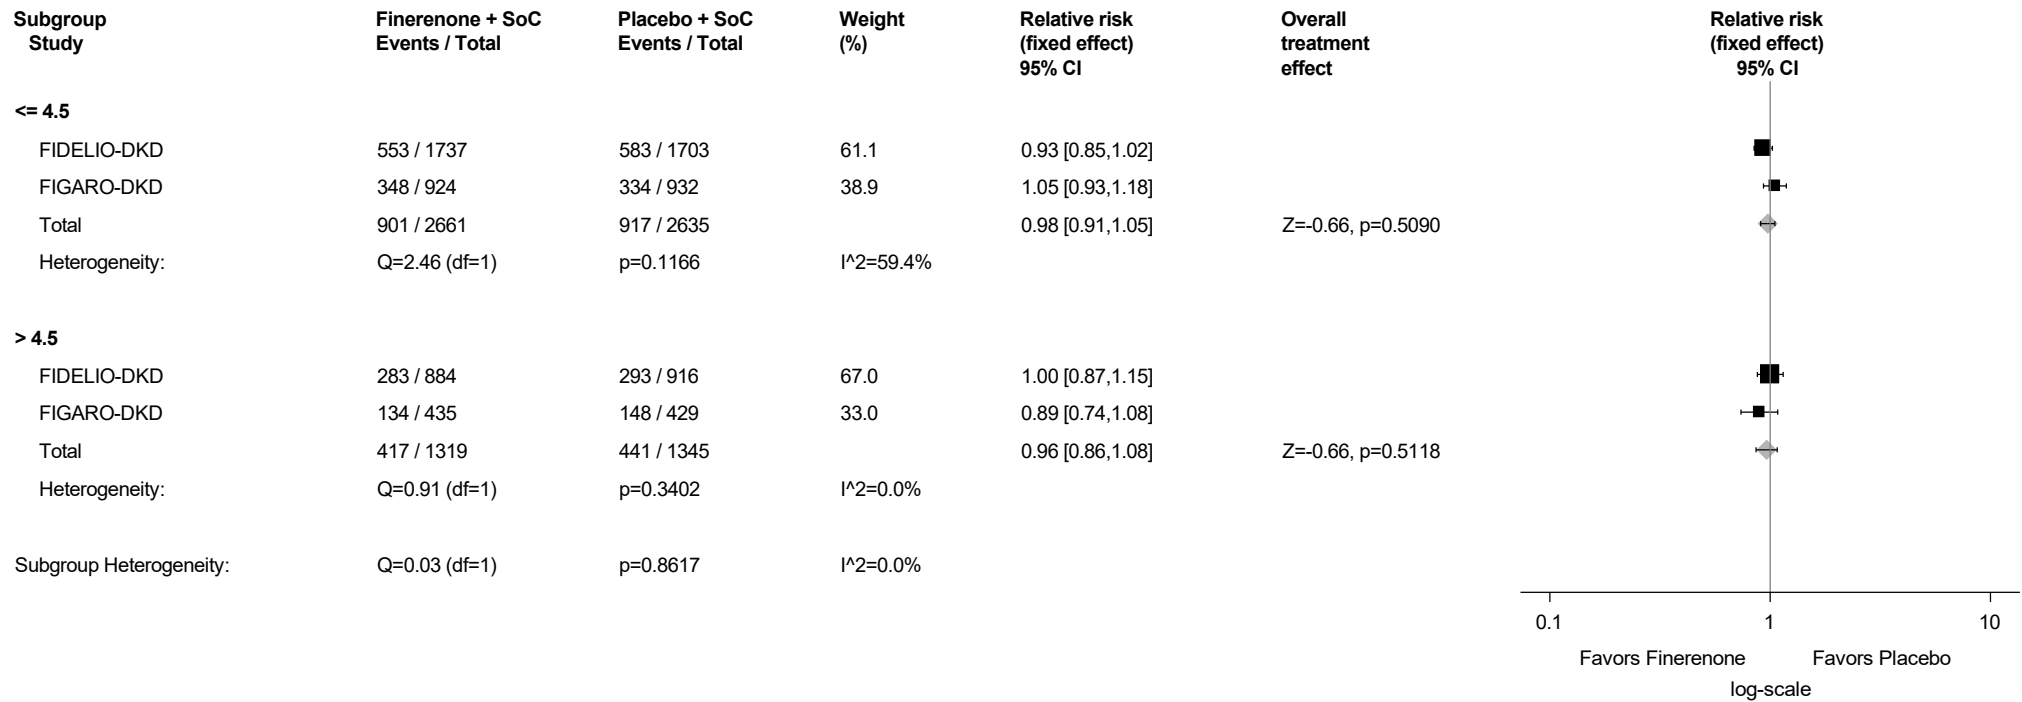 Subgroup Finerenone + SoC Placebo + SoC Weight Relative risk Overall Relative risk
Study Events / Total Events / Total (%) (fixed effect) treatment (fixed effect)
95% CI effect 95% CI
<= 4.5
FIDELIO-DKD 553 / 1737 583 / 1703 61.1 0.93 [0.85,1.02]
FIGARO-DKD 348 / 924 334 / 932 38.9 1.05 [0.93,1.18]
Total 901 / 2661 917 / 2635 0.98 [0.91,1.05] Z=-0.66, p=0.5090
Heterogeneity: Q=2.46 (df=1) p=0.1166 I^2=59.4%
> 4.5
FIDELIO-DKD 283 / 884 293 / 916 67.0 1.00 [0.87,1.15]
FIGARO-DKD 134 / 435 148 / 429 33.0 0.89 [0.74,1.08]
Total 417 / 1319 441 / 1345 0.96 [0.86,1.08] Z=-0.66, p=0.5118
Heterogeneity: Q=0.91 (df=1) p=0.3402 I^2=0.0%
Subgroup Heterogeneity: Q=0.03 (df=1) p=0.8617 I^2=0.0%
0.1 1 10
Favors Finerenone Favors Placebo
log-scale